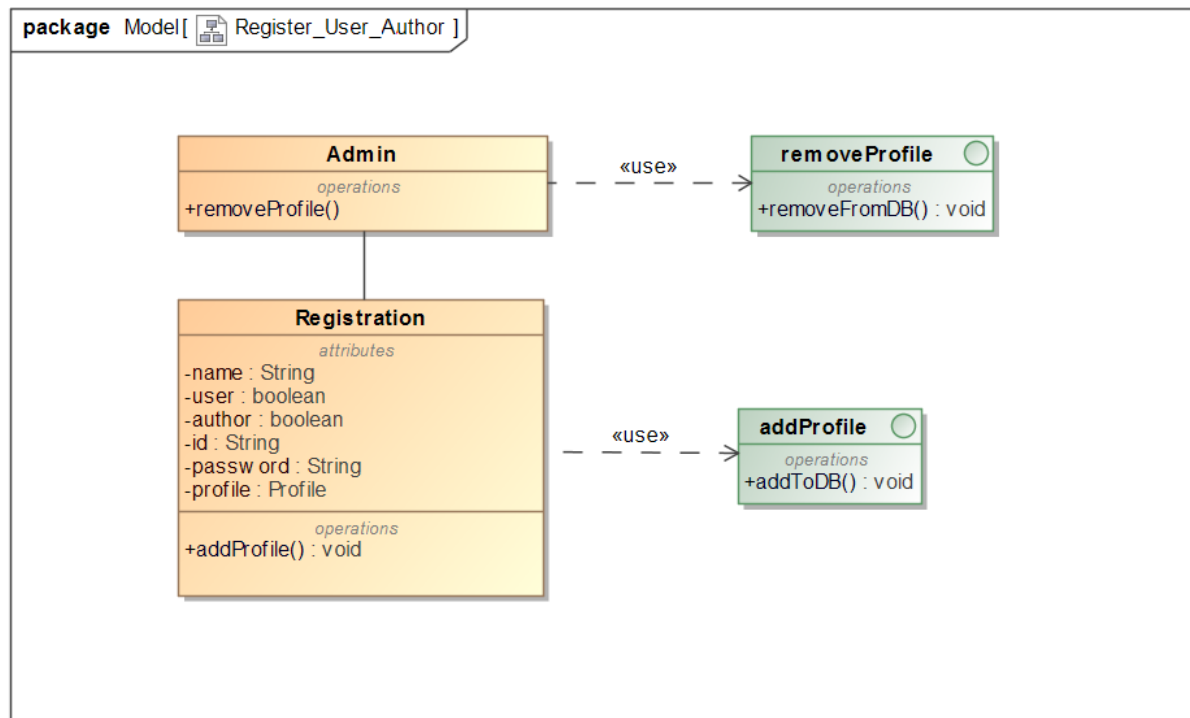 package Model[ Register_User_Author ]
Admin
operations
+removeProfile()
«use»
removeProfile
operations
+removeFromDB() : void
Registration
attributes
-name : String
-user : boolean
-author : boolean
-id : String
-password : String
-profile : Profile
operations
+addProfile() : void
«use»
addProfile
operations
+addToDB() : void